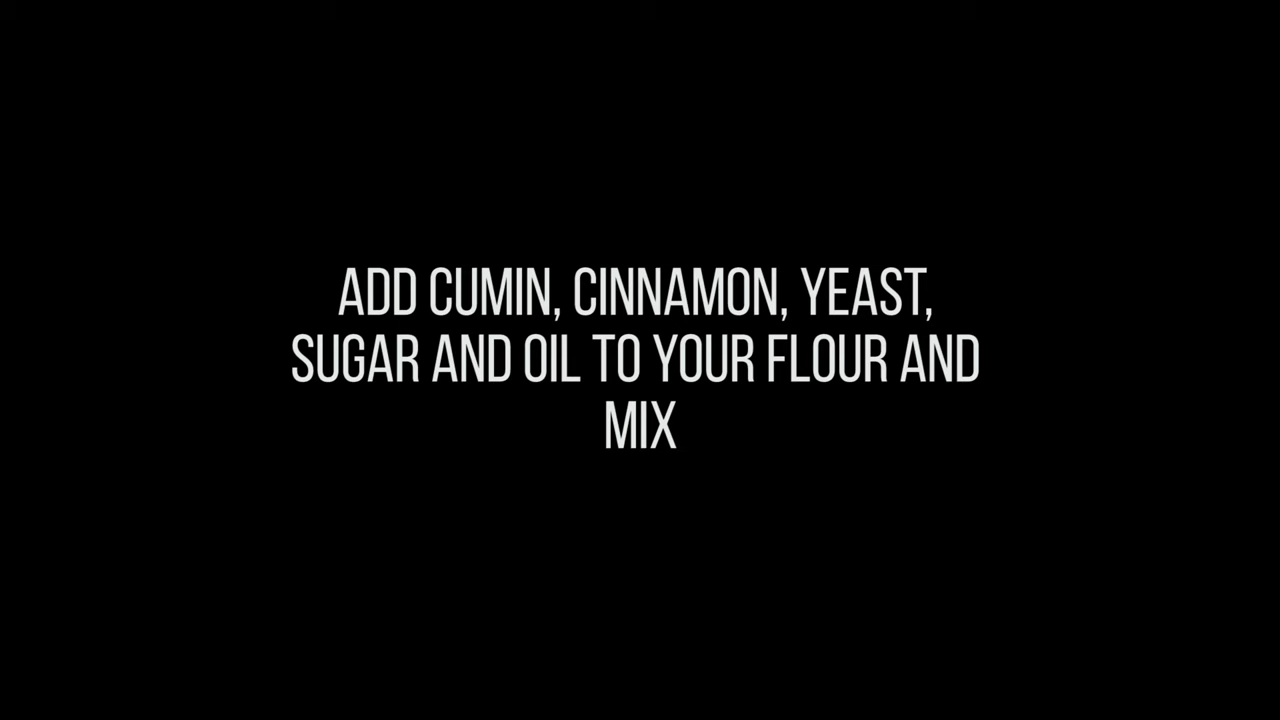 ADD CUMIN, CINNAMON, YEAST,
SUGAR AND OIL TO YOUR FLOUR AND
MIX